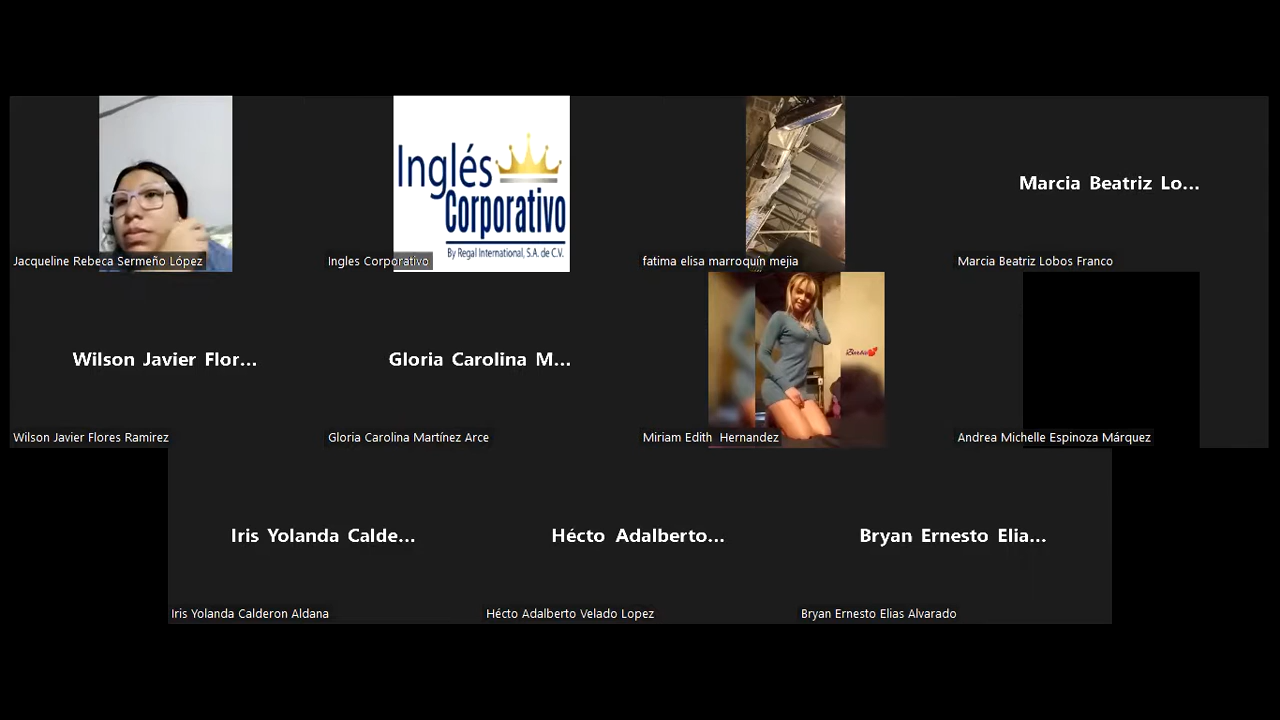 Inglés
Corporativo
By Regal International, S.A. de C.V.
Jacqueline Rebeca Sermeño López
Ingles Corporativo
fatima elisa marroquin mejia
Marcia Beatriz Lo...
Marcia Beatriz Lobos Franco
Wilson Javier Flor...
Wilson Javier Flores Ramirez
Gloria Carolina M...
Gloria Carolina Martínez Arce
Miriam Edith Hernandez
Andrea Michelle Espinoza Márquez
Iris Yolanda Calde...
Iris Yolanda Calderon Aldana
Hécto Adalberto...
Hécto Adalberto Velado Lopez
Bryan Ernesto Elia...
Bryan Ernesto Elias Alvarado